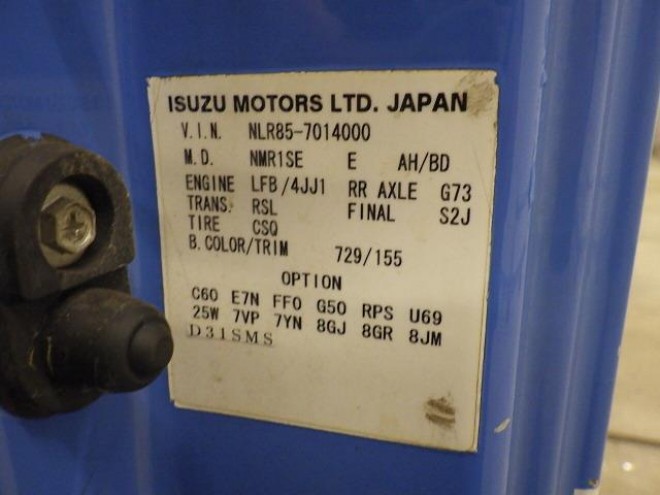 ISUZU MOTORS LTD. JAPAN
V.I.N. NLR85-7014000
M.D. NMR1SE E AH/BD
ENGINE LFB/4JJ1 RR AXLE G73
TRANS. RSL FINAL S2J
TIRE CSQ
B.COLOR/TRIM 729/155
OPTION
C60 E7N FF0 G50 RPS U69
25W 7VP 7YN 8GJ 8GR 8JM
D31SMS